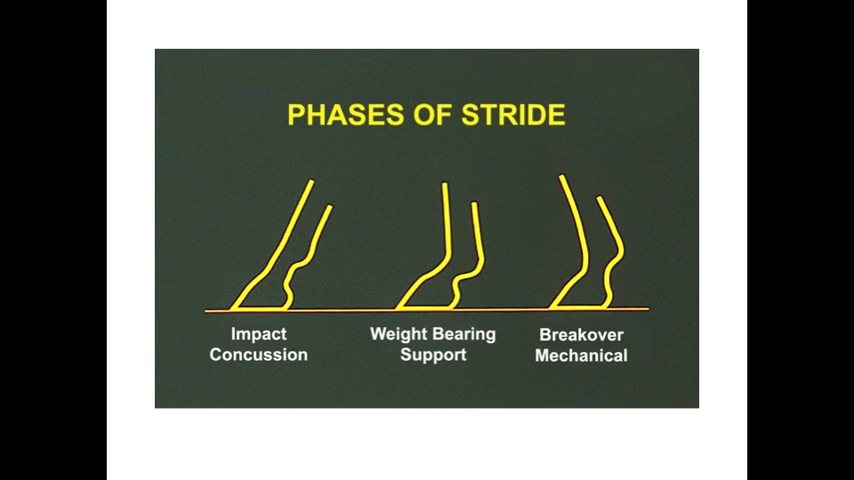 PHASES OF STRIDE
Impact
Concussion
Weight Bearing
Support
Breakover
Mechanical